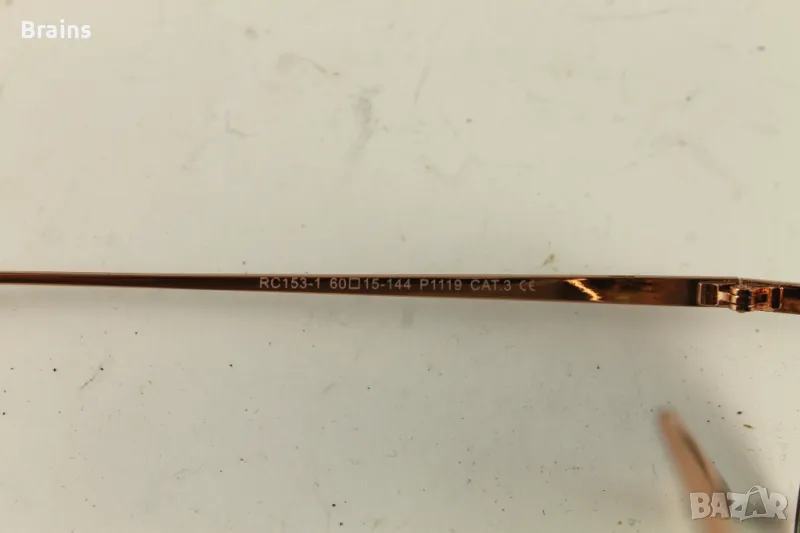 Brains
RC153-1 60□15-144 P1119 CAT.3 CE
BAZAR